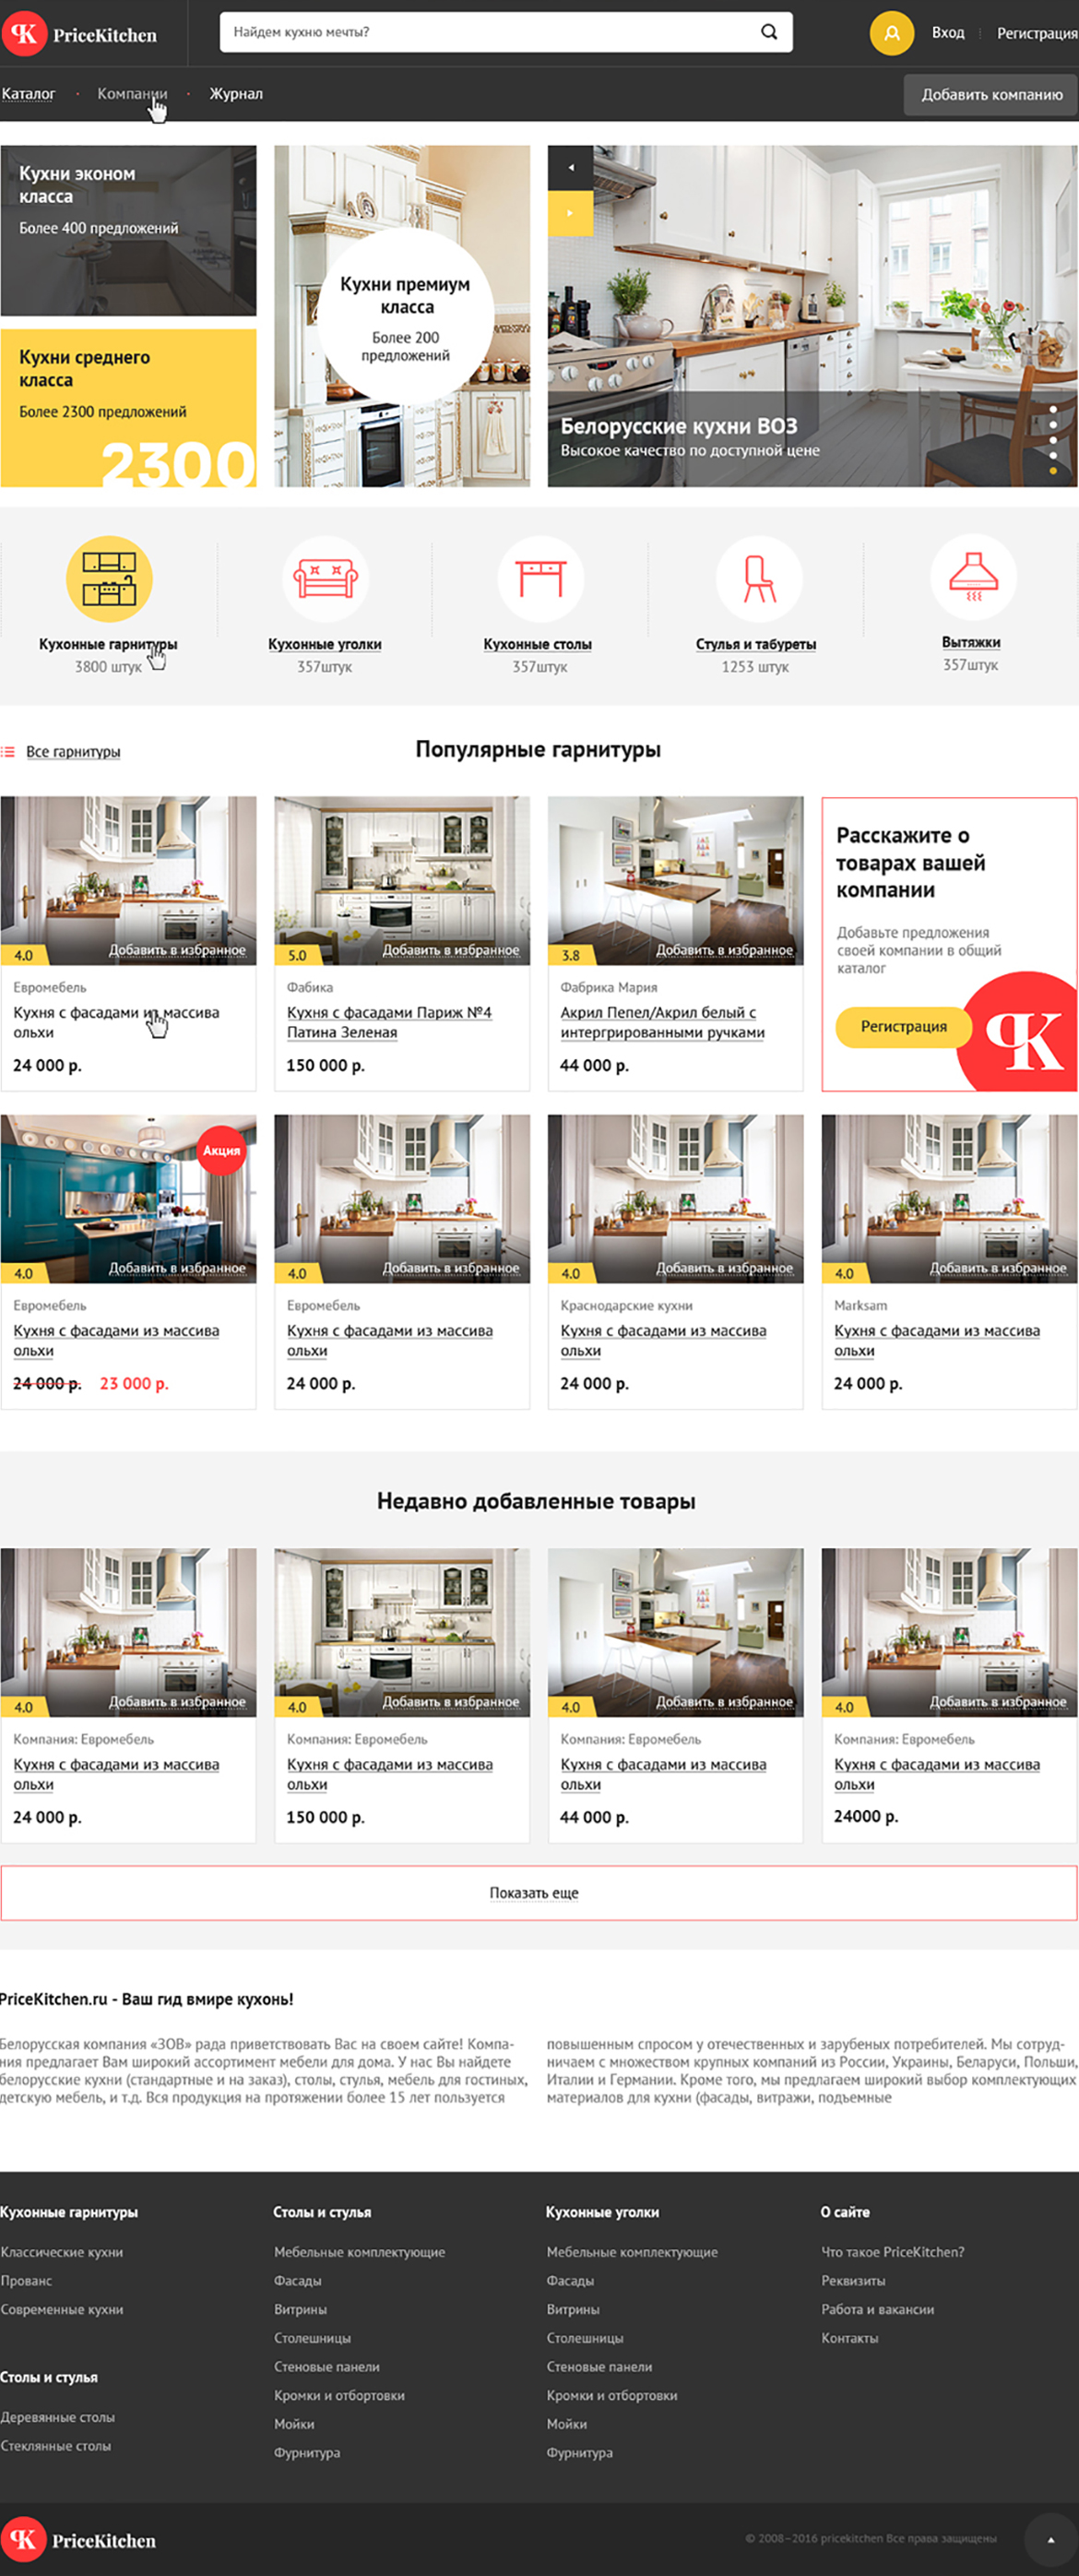 PK PriceKitchen
Найдем кухню мечты?
Вход
Регистрация
Каталог
Компании
Журнал
Добавить компанию
Кухни эконом
класса
Более 400 предложений
Кухни среднего
класса
Более 2300 предложений
2300
Кухни премиум
класса
Более 200
предложений
Белорусские кухни ВОЗ
Высокое качество по доступной цене
Кухонные гарнитуры
3800 штук
Кухонные уголки
357штук
Кухонные столы
357штук
Стулья и табуреты
1253 штук
Вытяжки
357штук
Все гарнитуры
Популярные гарнитуры
4.0
Добавить в избранное
Евромебель
Кухня с фасадами из массива
ольхи
24 000 р.
5.0
Добавить в избранное
Фабика
Кухня с фасадами Париж №4
Патина Зеленая
150 000 р.
3.8
Добавить в избранное
Фабрика Мария
Акрил Пепел/Акрил белый с
интергрированными ручками
44 000 р.
Расскажите о
товарах вашей
компании
Добавьте предложения
своей компании в общий
каталог
Регистрация
PK
Акция
4.0
Добавить в избранное
Евромебель
Кухня с фасадами из массива
ольхи
24 000 р. 23 000 р.
4.0
Добавить в избранное
Евромебель
Кухня с фасадами из массива
ольхи
24 000 р.
4.0
Добавить в избранное
Краснодарские кухни
Кухня с фасадами из массива
ольхи
24 000 р.
4.0
Добавить в избранное
Marksam
Кухня с фасадами из массива
ольхи
24 000 р.
Недавно добавленные товары
4.0
Добавить в избранное
Компания: Евромебель
Кухня с фасадами из массива
ольхи
24 000 р.
4.0
Добавить в избранное
Компания: Евромебель
Кухня с фасадами из массива
ольхи
150 000 р.
4.0
Добавить в избранное
Компания: Евромебель
Кухня с фасадами из массива
ольхи
44 000 р.
4.0
Добавить в избранное
Компания: Евромебель
Кухня с фасадами из массива
ольхи
24000 р.
Показать еще
PriceKitchen.ru - Ваш гид вмире кухонь!
Белорусская компания «ЗОВ» рада приветствовать Вас на своем сайте! Компа-
ния предлагает Вам широкий ассортимент мебели для дома. У нас Вы найдете
белорусские кухни (стандартные и на заказ), столы, стулья, мебель для гостиных,
детскую мебель, и т.д. Вся продукция на протяжении более 15 лет пользуется
повышенным спросом у отечественных и зарубеных потребителей. Мы сотруд-
ничаем с множеством крупных компаний из России, Украины, Беларуси, Польши,
Италии и Германии. Кроме того, мы предлагаем широкий выбор комплектующих
материалов для кухни (фасады, витражи, подъемные
Кухонные гарнитуры
Классические кухни
Прованс
Современные кухни
Столы и стулья
Деревянные столы
Стеклянные столы
Столы и стулья
Мебельные комплектующие
Фасады
Витрины
Столешницы
Стеновые панели
Кромки и отбортовки
Мойки
Фурнитура
Кухонные уголки
Мебельные комплектующие
Фасады
Витрины
Столешницы
Стеновые панели
Кромки и отбортовки
Мойки
Фурнитура
О сайте
Что такое PriceKitchen?
Реквизиты
Работа и вакансии
Контакты
PK PriceKitchen
© 2008–2016 pricekitchen Все права защищены